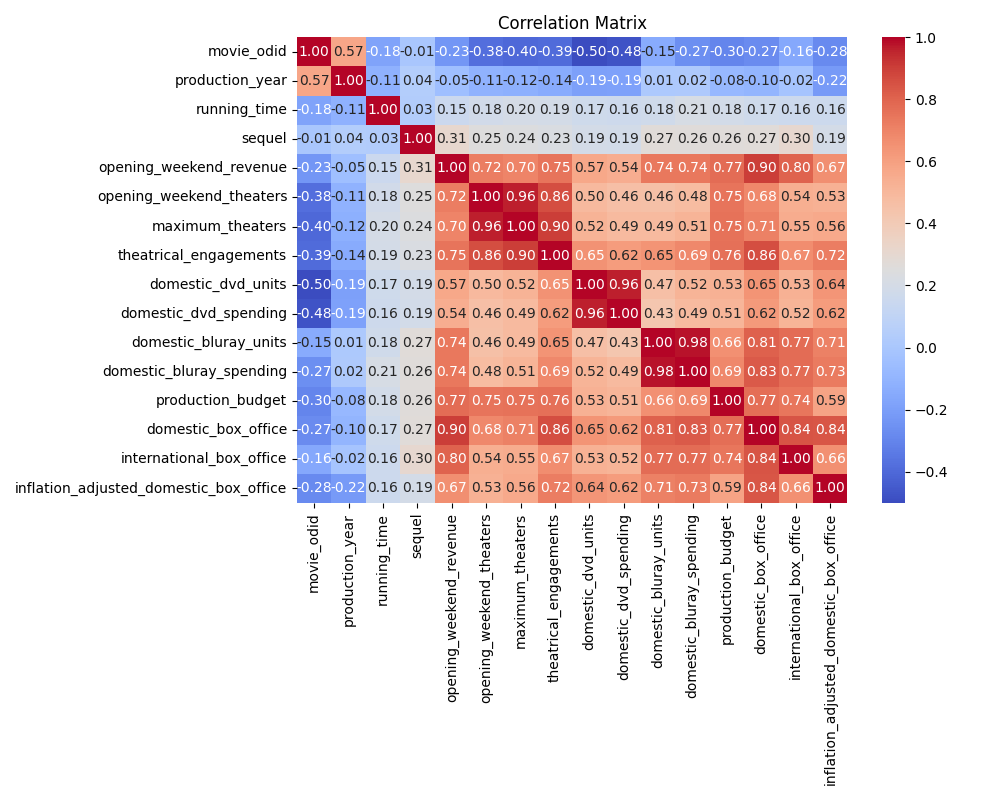 Correlation Matrix
movie_odid 1.00 0.57 -0.18 -0.01 -0.23 -0.38 -0.40 -0.39 -0.50 -0.48 -0.15 -0.27 -0.30 -0.27 -0.16 -0.28
production_year 0.57 1.00 -0.11 0.04 -0.05 -0.11 -0.12 -0.14 -0.19 -0.19 0.01 0.02 -0.08 -0.10 -0.02 -0.22
running_time -0.18 -0.11 1.00 0.03 0.15 0.18 0.20 0.19 0.17 0.16 0.18 0.21 0.18 0.17 0.16 0.16
sequel -0.01 0.04 0.03 1.00 0.31 0.25 0.24 0.23 0.19 0.19 0.27 0.26 0.26 0.27 0.30 0.19
opening_weekend_revenue -0.23 -0.05 0.15 0.31 1.00 0.72 0.70 0.75 0.57 0.54 0.74 0.74 0.77 0.90 0.80 0.67
opening_weekend_theaters -0.38 -0.11 0.18 0.25 0.72 1.00 0.96 0.86 0.50 0.46 0.46 0.48 0.75 0.68 0.54 0.53
maximum_theaters -0.40 -0.12 0.20 0.24 0.70 0.96 1.00 0.90 0.52 0.49 0.49 0.51 0.75 0.71 0.55 0.56
theatrical_engagements -0.39 -0.14 0.19 0.23 0.75 0.86 0.90 1.00 0.65 0.62 0.65 0.69 0.76 0.86 0.67 0.72
domestic_dvd_units -0.50 -0.19 0.17 0.19 0.57 0.50 0.52 0.65 1.00 0.96 0.47 0.52 0.53 0.65 0.53 0.64
domestic_dvd_spending -0.48 -0.19 0.16 0.19 0.54 0.46 0.49 0.62 0.96 1.00 0.43 0.49 0.51 0.62 0.52 0.62
domestic_bluray_units -0.15 0.01 0.18 0.27 0.74 0.46 0.49 0.65 0.47 0.43 1.00 0.98 0.66 0.81 0.77 0.71
domestic_bluray_spending -0.27 0.02 0.21 0.26 0.74 0.48 0.51 0.69 0.52 0.49 0.98 1.00 0.69 0.83 0.77 0.73
production_budget -0.30 -0.08 0.18 0.26 0.77 0.75 0.75 0.76 0.53 0.51 0.66 0.69 1.00 0.77 0.74 0.59
domestic_box_office -0.27 -0.10 0.17 0.27 0.90 0.68 0.71 0.86 0.65 0.62 0.81 0.83 0.77 1.00 0.84 0.84
international_box_office -0.16 -0.02 0.16 0.30 0.80 0.54 0.55 0.67 0.53 0.52 0.77 0.77 0.74 0.84 1.00 0.66
inflation_adjusted_domestic_box_office -0.28 -0.22 0.16 0.19 0.67 0.53 0.56 0.72 0.64 0.62 0.71 0.73 0.59 0.84 0.66 1.00
movie_odid
production_year
running_time
sequel
opening_weekend_revenue
opening_weekend_theaters
maximum_theaters
theatrical_engagements
domestic_dvd_units
domestic_dvd_spending
domestic_bluray_units
domestic_bluray_spending
production_budget
domestic_box_office
international_box_office
inflation_adjusted_domestic_box_office
1.0
0.8
0.6
0.4
0.2
0.0
−0.2
−0.4